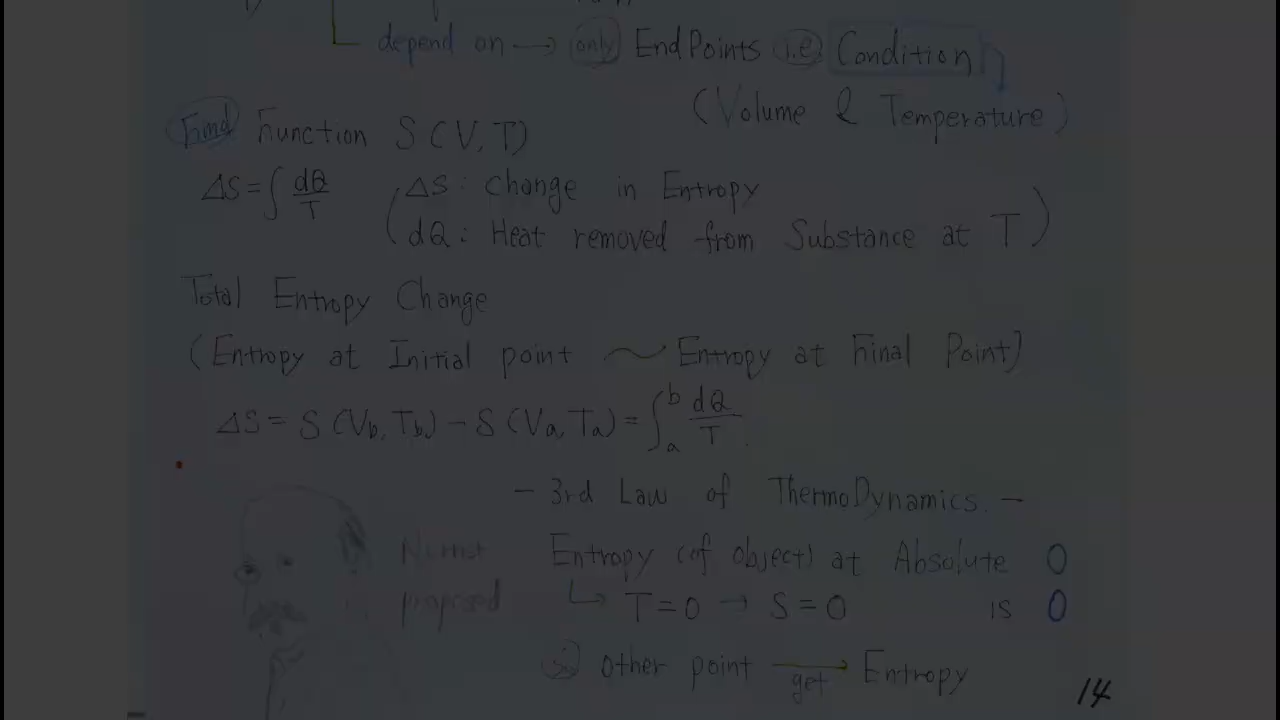 depend on → only EndPoints i.e Condition
(Volume & Temperature)
Find Function S(V,T)
ΔS = ∫ dQ/T (ΔS: Change in Entropy
dQ: Heat removed from Substance at T)
Total Entropy Change
(Entropy at Initial point ~ Entropy at Final Point)
ΔS = S(Vb, Tb) - S(Va, Ta) = ∫ₐᵇ dQ/T
- 3rd Law of ThermoDynamics. -
Nernst proposed
Entropy (of object) at Absolute 0
↳ T = 0 → S = 0 is 0
Other point → get Entropy
14